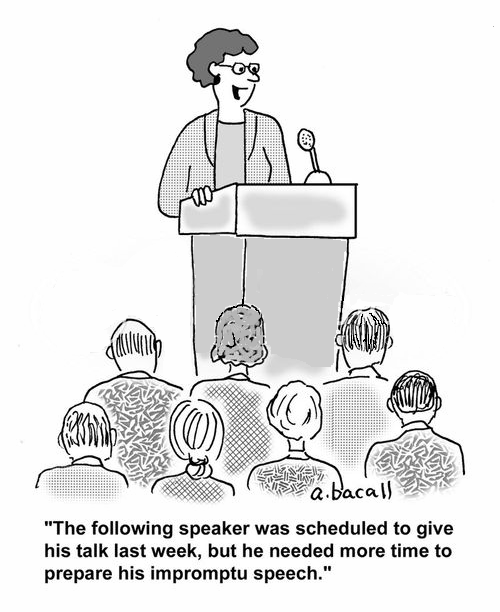 a.bacall
"The following speaker was scheduled to give
his talk last week, but he needed more time to
prepare his impromptu speech."